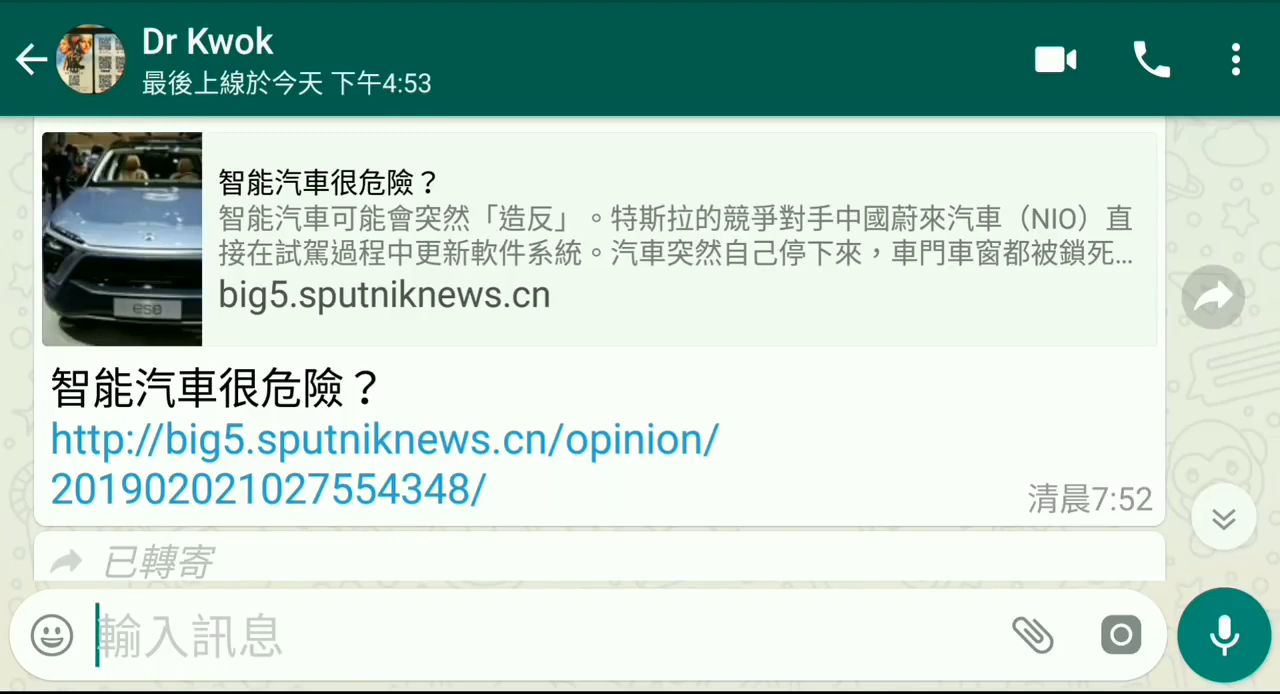 Dr Kwok
最後上線於今天 下午4:53
智能汽車很危險？
智能汽車可能會突然「造反」。特斯拉的競爭對手中國蔚來汽車（NIO）直
接在試駕過程中更新軟件系統。汽車突然自己停下來，車門車窗都被鎖死...
big5.sputniknews.cn
智能汽車很危險？
http://big5.sputniknews.cn/opinion/
201902021027554348/
清晨7:52
已轉寄
輸入訊息